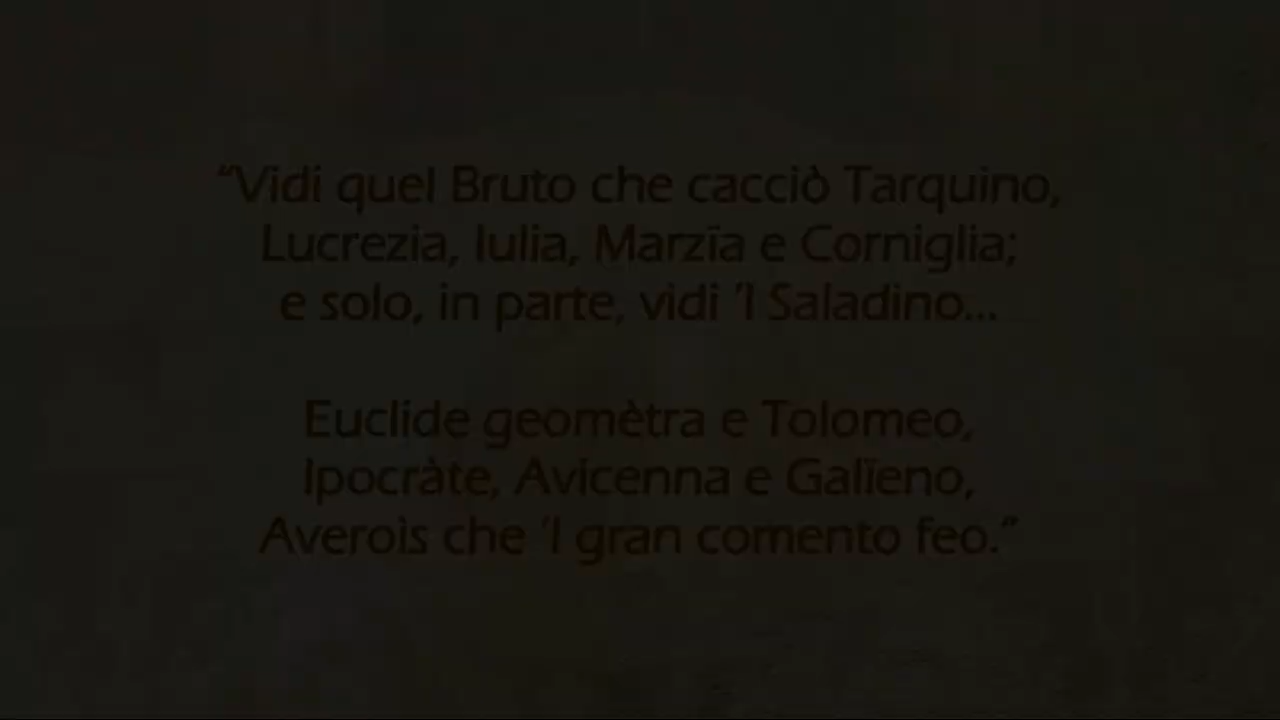 “Vidi quel Bruto che cacciò Tarquino,
Lucrezia, Iulia, Marzïa e Corniglia;
e solo, in parte, vidi ’l Saladino...
Euclide geomètra e Tolomeo,
Ipocràte, Avicenna e Galïeno,
Averoìs che ’l gran comento feo.”